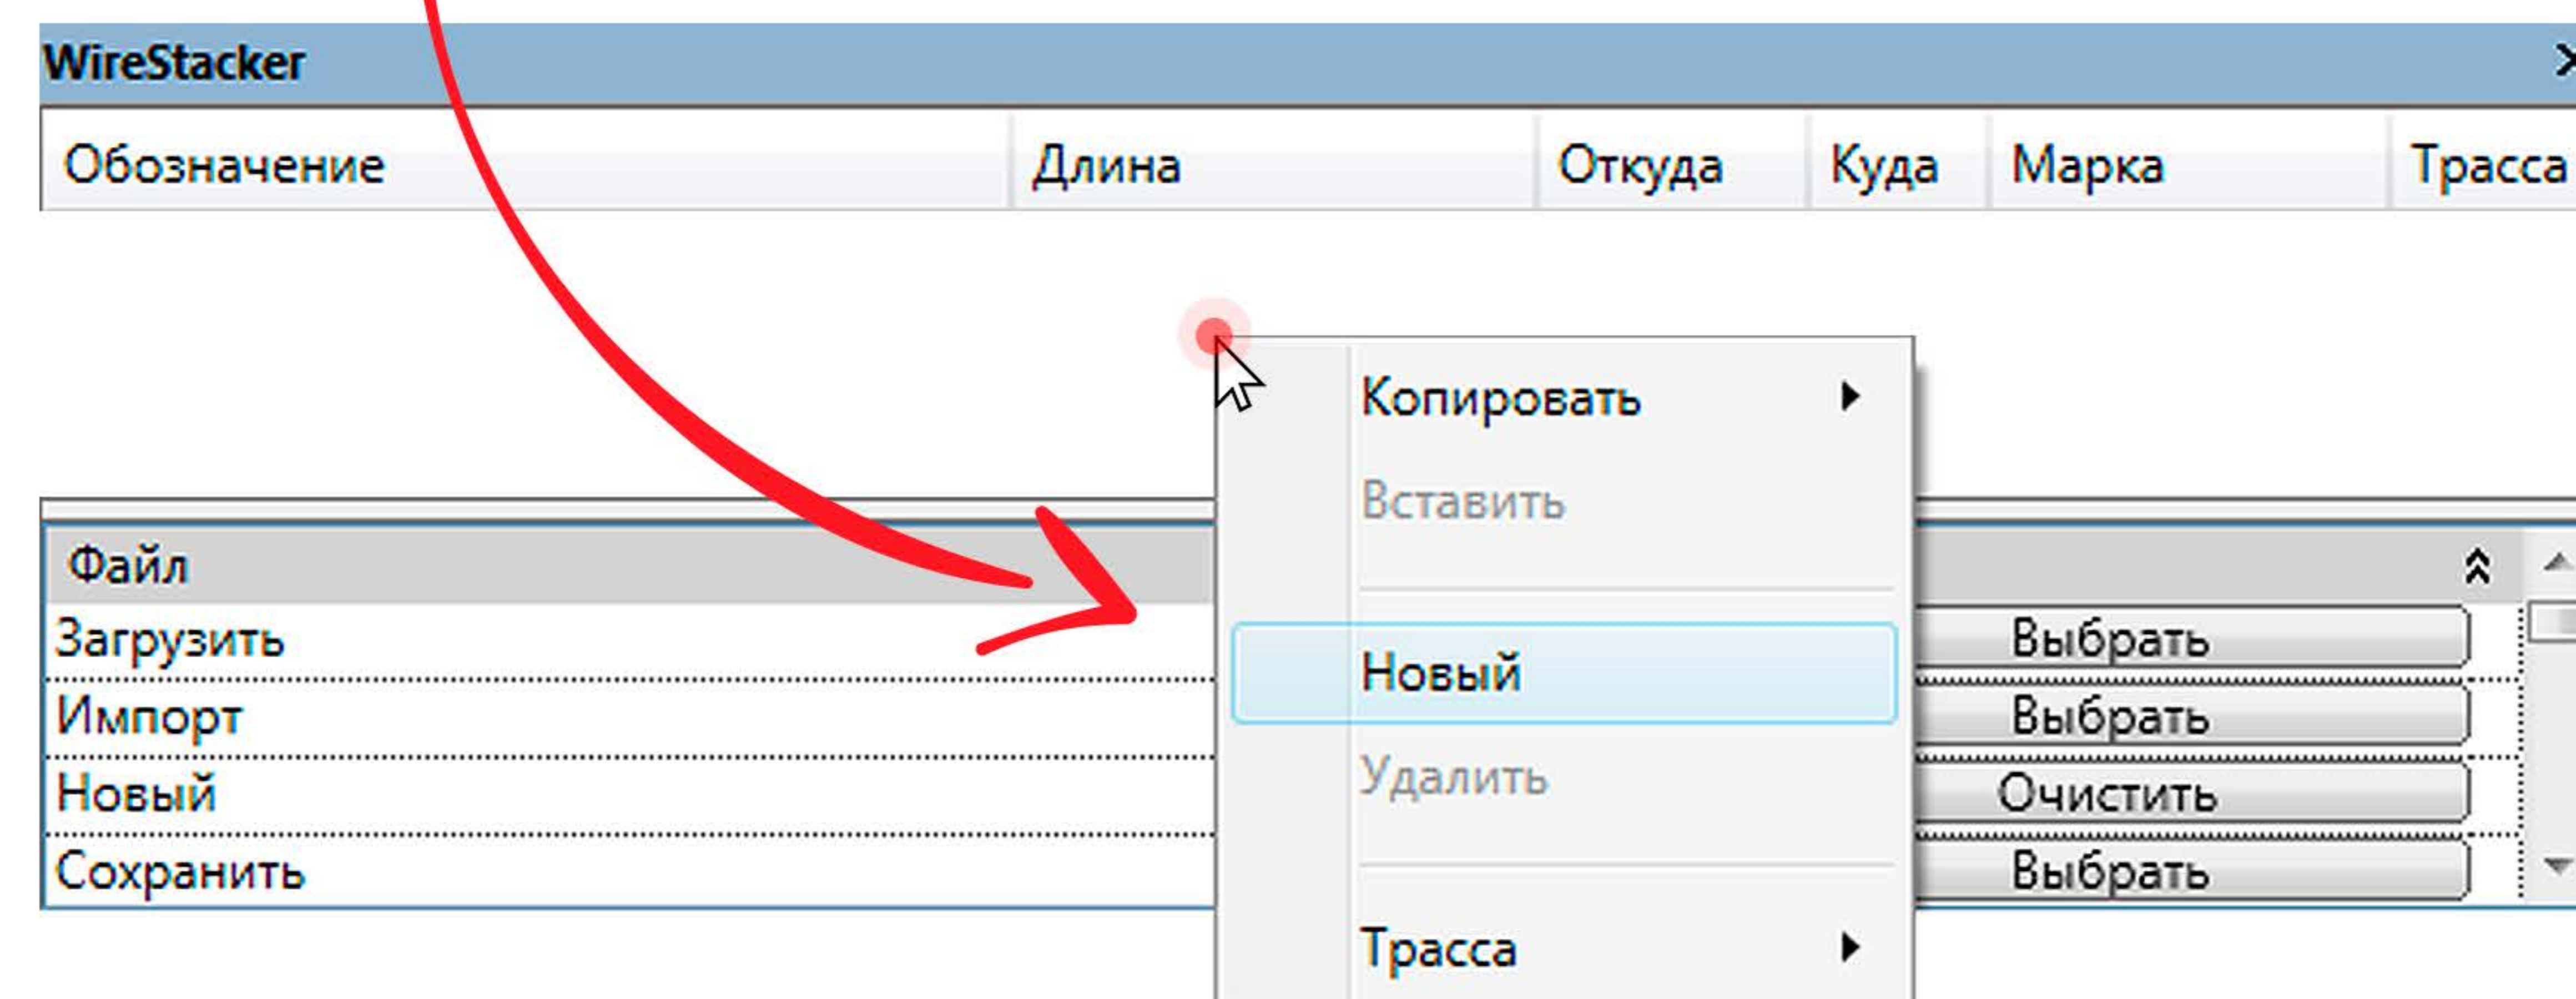 WireStacker
Обозначение Длина Откуда Куда Марка Трасса
Копировать
Вставить
Новый
Удалить
Трасса
Файл
Загрузить Выбрать
Импорт Выбрать
Новый Очистить
Сохранить Выбрать